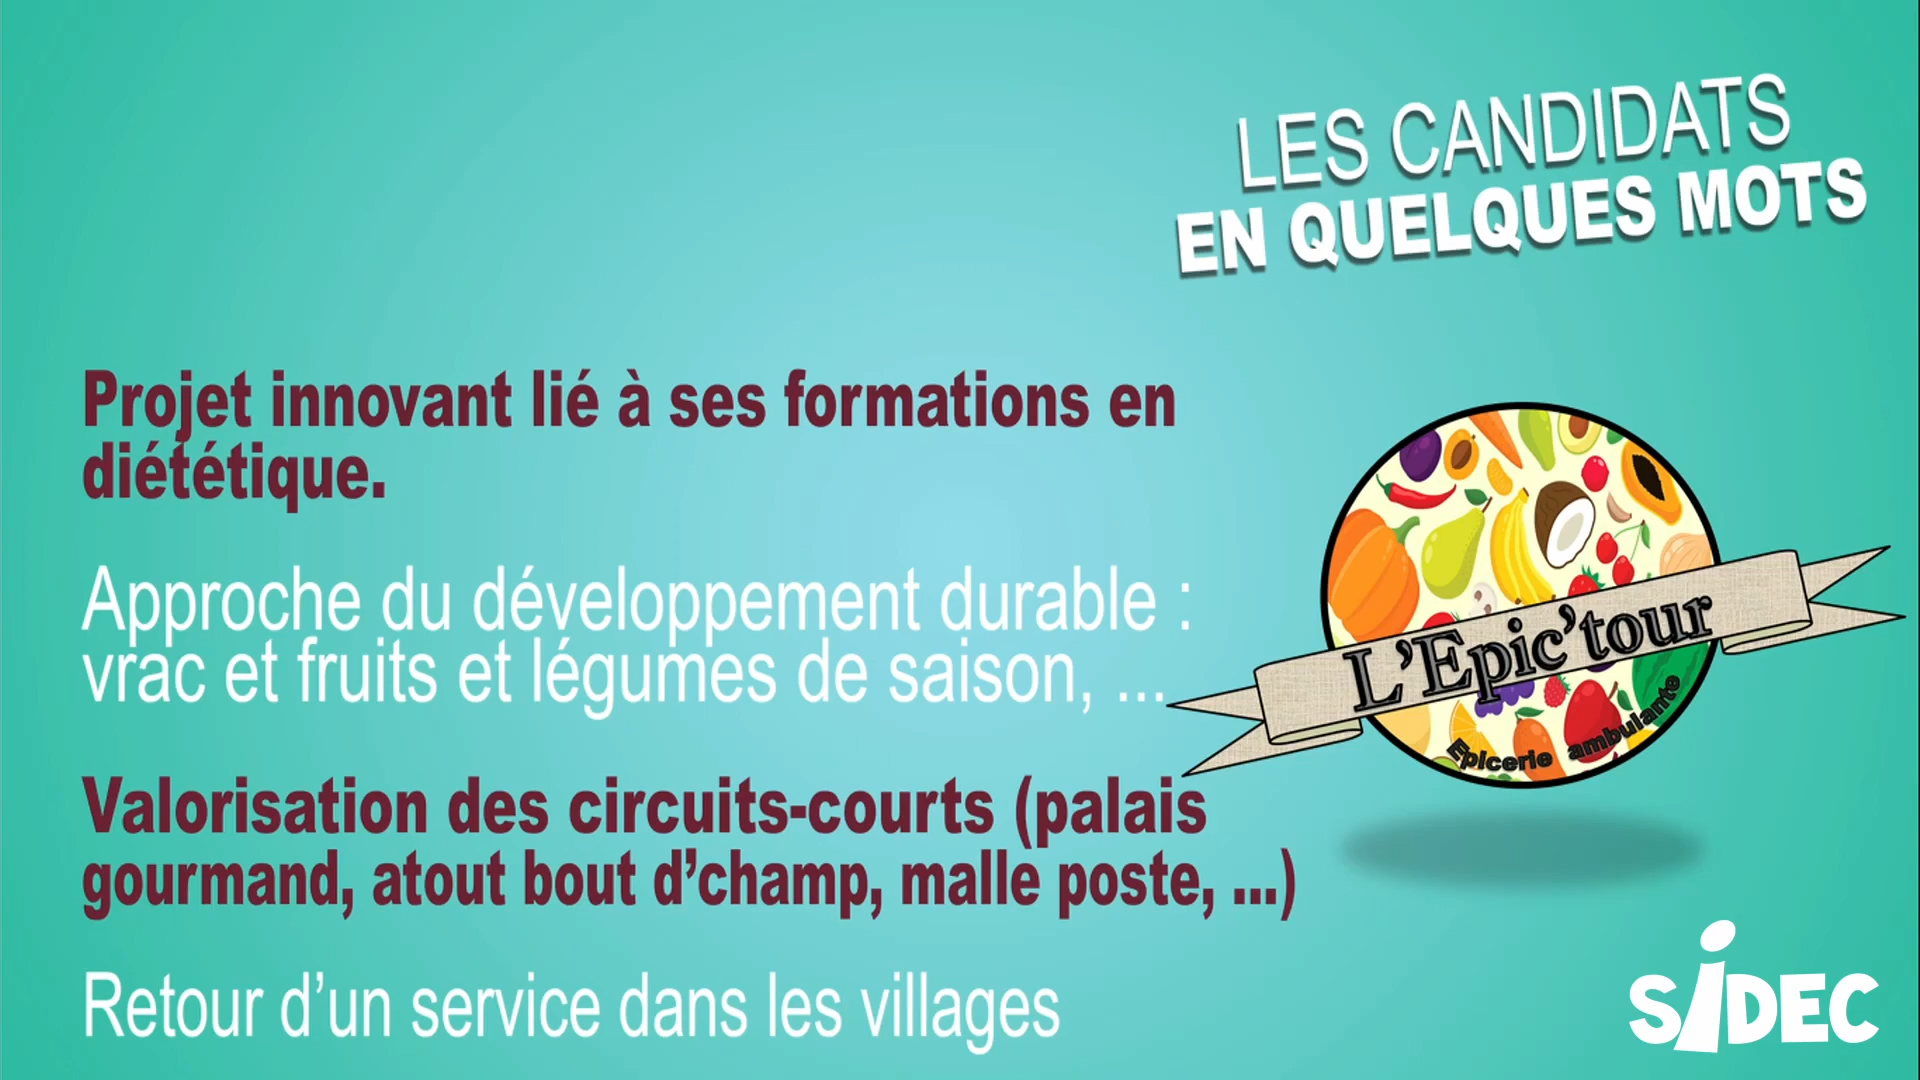 LES CANDIDATS
EN QUELQUES MOTS
Projet innovant lié à ses formations en
diététique.
Approche du développement durable :
vrac et fruits et légumes de saison, ...
Valorisation des circuits-courts (palais
gourmand, atout bout d’champ, malle poste, ...)
Retour d’un service dans les villages
L’Epic’tour
Epicerie ambulante
SiDEC